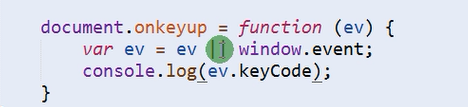 document.onkeyup = function (ev) {
    var ev = ev || window.event;
    console.log(ev.keyCode);
}